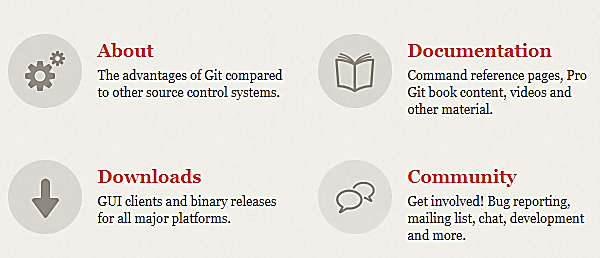 About
The advantages of Git compared
to other source control systems.
Documentation
Command reference pages, Pro
Git book content, videos and
other material.
Downloads
GUI clients and binary releases
for all major platforms.
Community
Get involved! Bug reporting,
mailing list, chat, development
and more.